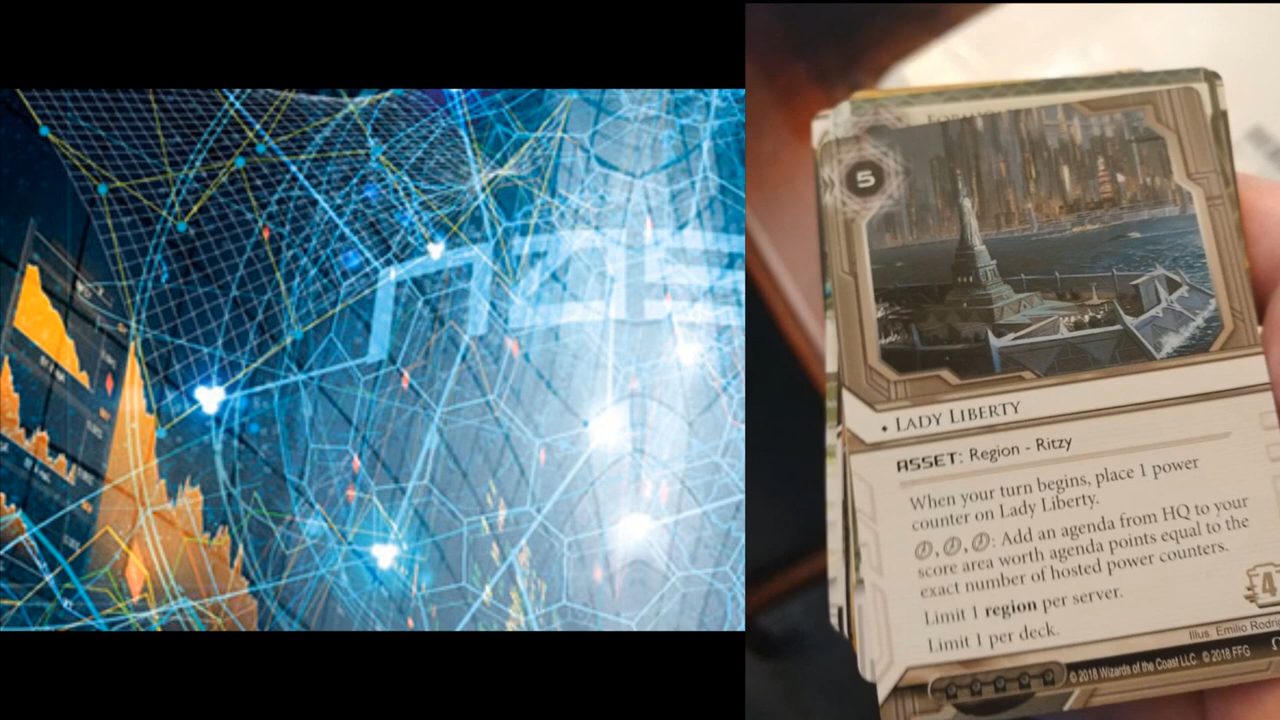 5
⬩ LADY LIBERTY
ASSET: Region - Ritzy
When your turn begins, place 1 power
counter on Lady Liberty.
: Add an agenda from HQ to your
score area worth agenda points equal to the
exact number of hosted power counters.
Limit 1 region per server.
Limit 1 per deck.
4
Illus. Emilio
© 2018 Wizards of the Coast LLC. © 2018 FFG